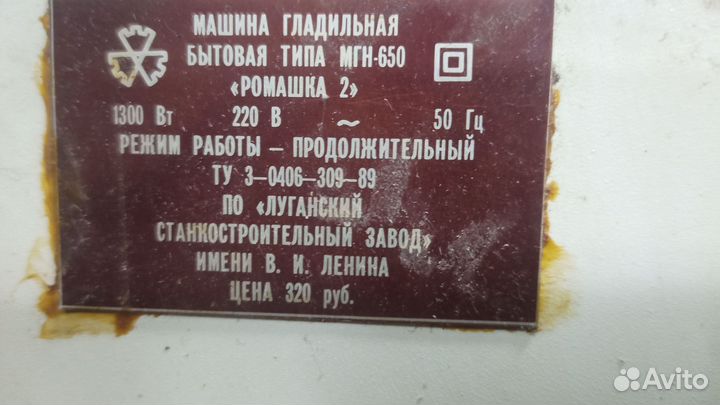 МАШИНА ГЛАДИЛЬНАЯ
БЫТОВАЯ ТИПА МГН-650
«РОМАШКА 2»
1300 Вт 220 В ~ 50 Гц
РЕЖИМ РАБОТЫ – ПРОДОЛЖИТЕЛЬНЫЙ
ТУ 3–0406–309–89
ПО «ЛУГАНСКИЙ
СТАНКОСТРОИТЕЛЬНЫЙ ЗАВОД»
ИМЕНИ В. И. ЛЕНИНА
ЦЕНА 320 руб.
Avito